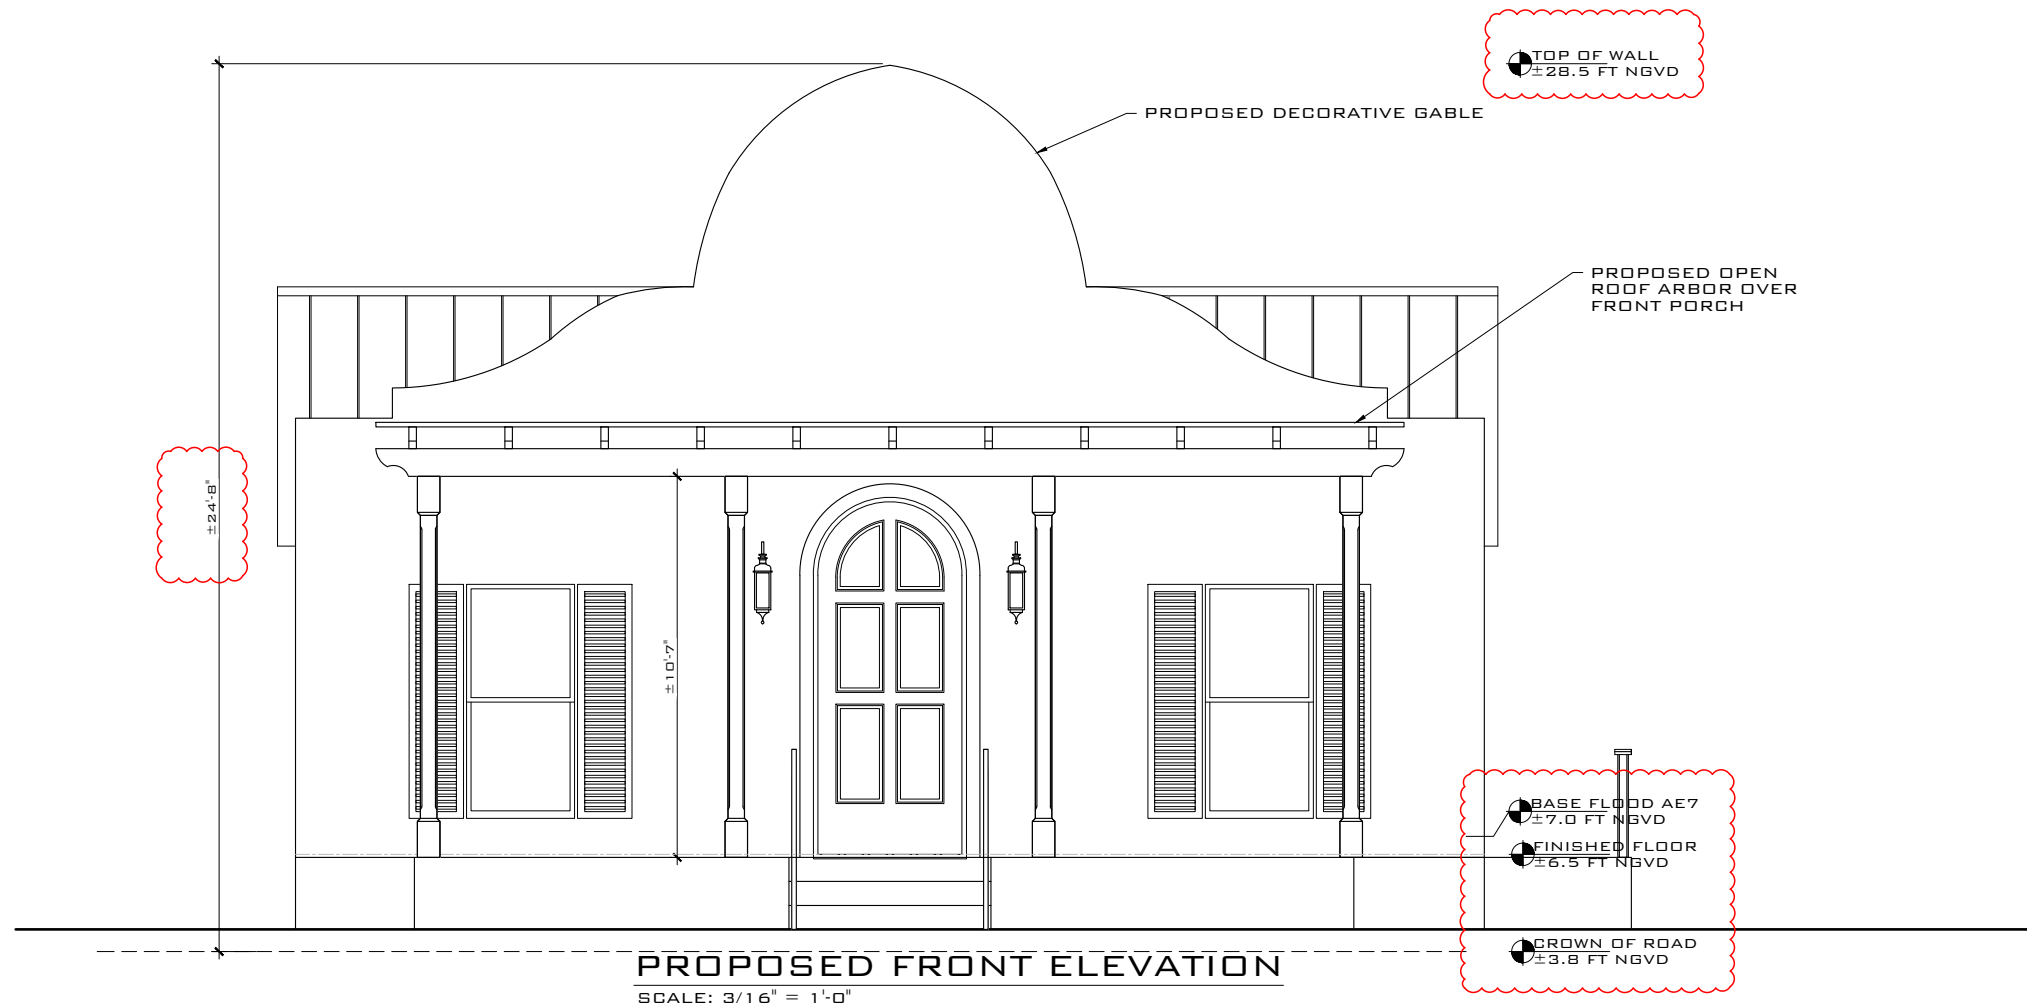 TOP OF WALL
±28.5 FT NGVD
PROPOSED DECORATIVE GABLE
PROPOSED OPEN
ROOF ARBOR OVER
FRONT PORCH
±24'-8"
±10'-7"
BASE FLOOD AE7
±7.0 FT NGVD
FINISHED FLOOR
±6.5 FT NGVD
CROWN OF ROAD
±3.8 FT NGVD
PROPOSED FRONT ELEVATION
SCALE: 3/16" = 1'-0"